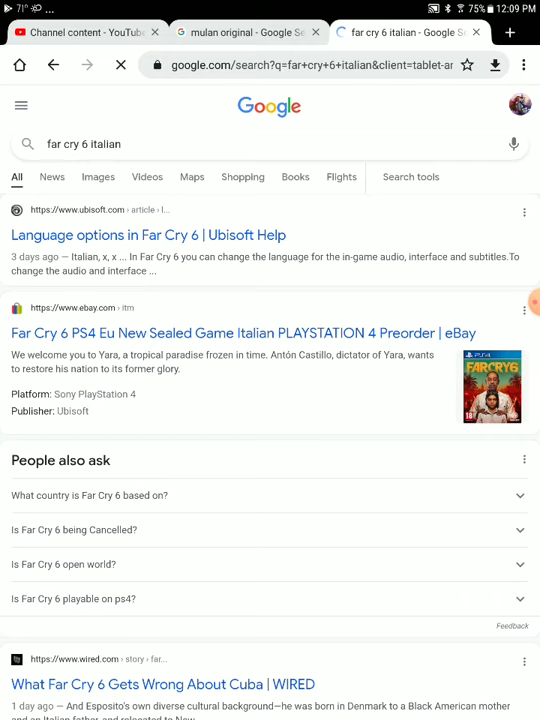 71° ...
75% 12:09 PM
Channel content - YouTube
mulan original - Google Se
far cry 6 italian - Google Se
google.com/search?q=far+cry+6+italian&client=tablet-ar
Google
far cry 6 italian
All News Images Videos Maps Shopping Books Flights Search tools
https://www.ubisoft.com › article › l...
Language options in Far Cry 6 | Ubisoft Help
3 days ago — Italian, x, x ... In Far Cry 6 you can change the language for the in-game audio, interface and subtitles.To
change the audio and interface ...
https://www.ebay.com › itm
Far Cry 6 PS4 Eu New Sealed Game Italian PLAYSTATION 4 Preorder | eBay
We welcome you to Yara, a tropical paradise frozen in time. Antón Castillo, dictator of Yara, wants
to restore his nation to its former glory.
Platform: Sony PlayStation 4
Publisher: Ubisoft
PS4
FARCRY6
18
People also ask
What country is Far Cry 6 based on?
Is Far Cry 6 being Cancelled?
Is Far Cry 6 open world?
Is Far Cry 6 playable on ps4?
Feedback
https://www.wired.com › story › far...
What Far Cry 6 Gets Wrong About Cuba | WIRED
1 day ago — And Esposito's own diverse cultural background—he was born in Denmark to a Black American mother
and an Italian father, and relocated to New